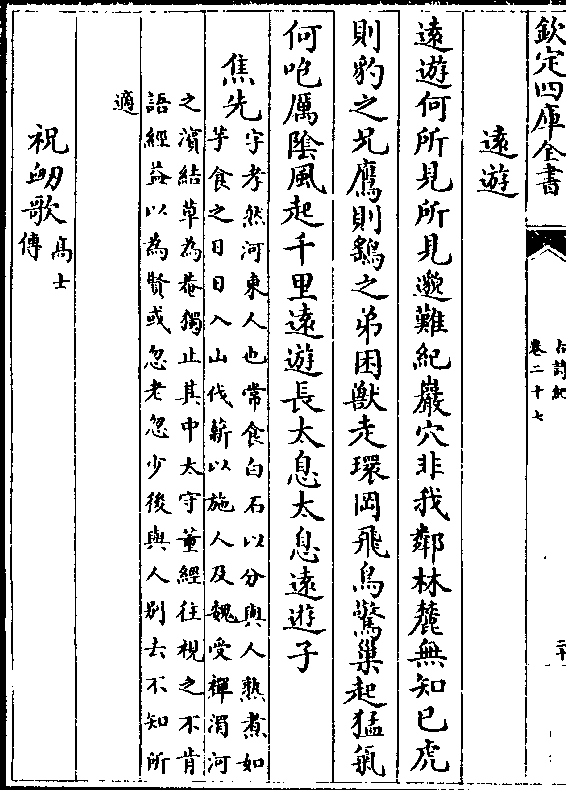 欽定四庫全書
古詩紀
卷二十七
遠遊
遠遊何所見所見邈難紀巖穴非我鄰林麓無知已虎
則豹之兄鷹則鷂之弟困獸走環岡飛鳥驚巢起猛氣
何咆厲陰風起千里遠遊長太息太息遠遊子
焦先
字孝然河東人也常食白石以分與人熟煮如
芋食之日日入山伐薪以施人及魏受禪濶河
之濱結草為菴獨止其中太守董經往視之不肯
語經益以為賢或忽老忽少後與人别去不知所
適
祝衂歌
高士
傳